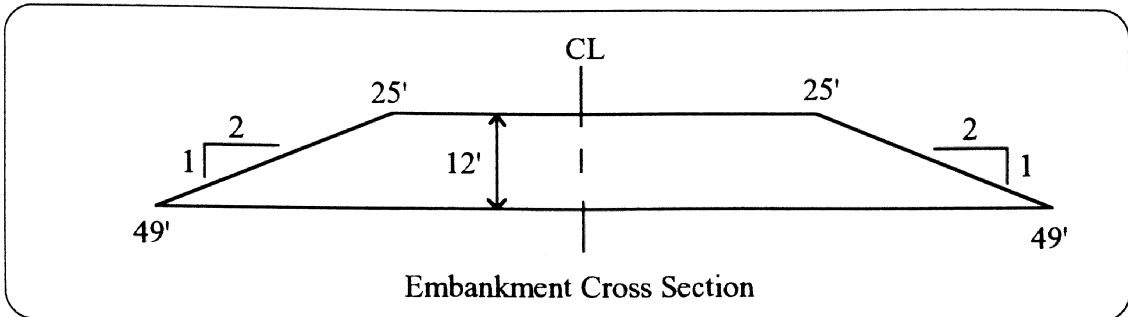 CL
25' 25'
2 2
1 12' 1
49' 49'
Embankment Cross Section